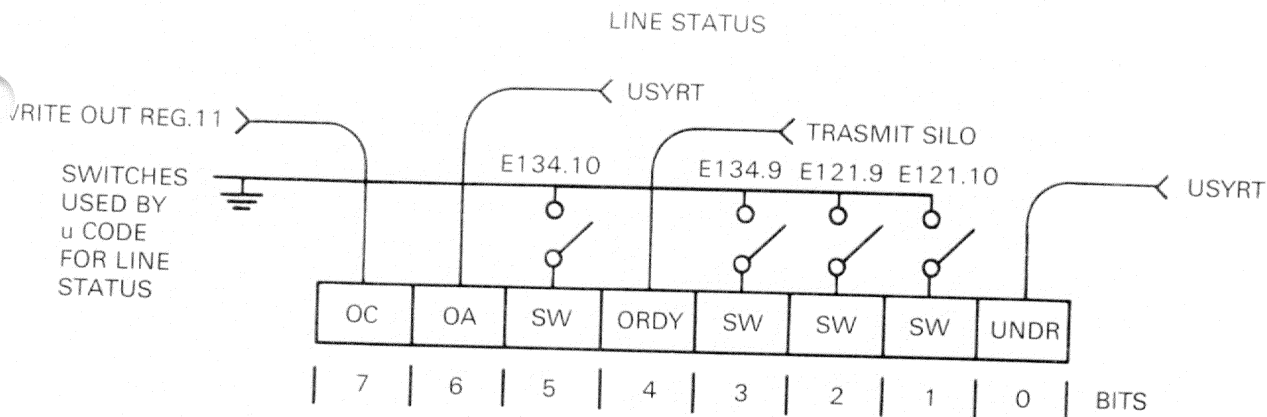 LINE STATUS
USYRT
WRITE OUT REG.11
TRASMIT SILO
E134.10
E134.9
E121.9
E121.10
USYRT
SWITCHES
USED BY
u CODE
FOR LINE
STATUS
OC
OA
SW
ORDY
SW
SW
SW
UNDR
7
6
5
4
3
2
1
0
BITS